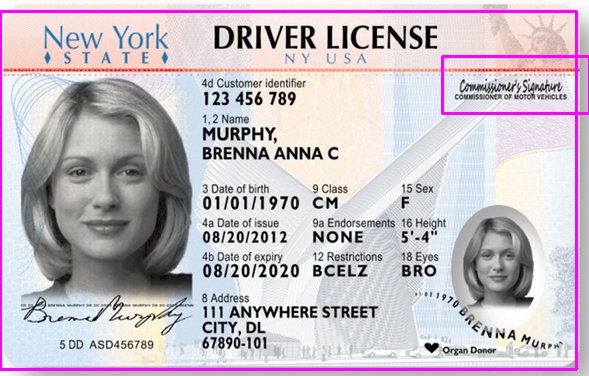 New York
STATE
DRIVER LICENSE
NY USA
Commissioner's Signature
COMMISSIONER OF MOTOR VEHICLES
4d Customer identifier
123 456 789
1, 2 Name
MURPHY,
BRENNA ANNA C
3 Date of birth 9 Class 15 Sex
01/01/1970 CM F
4a Date of issue 9a Endorsements 16 Height
08/20/2012 NONE 5'-4"
4b Date of expiry 12 Restrictions 18 Eyes
08/20/2020 BCELZ BRO
8 Address
111 ANYWHERE STREET
CITY, DL
67890-101
Brenna Murphy
5 DD ASD456789
1970 BRENNA MURPH
Organ Donor